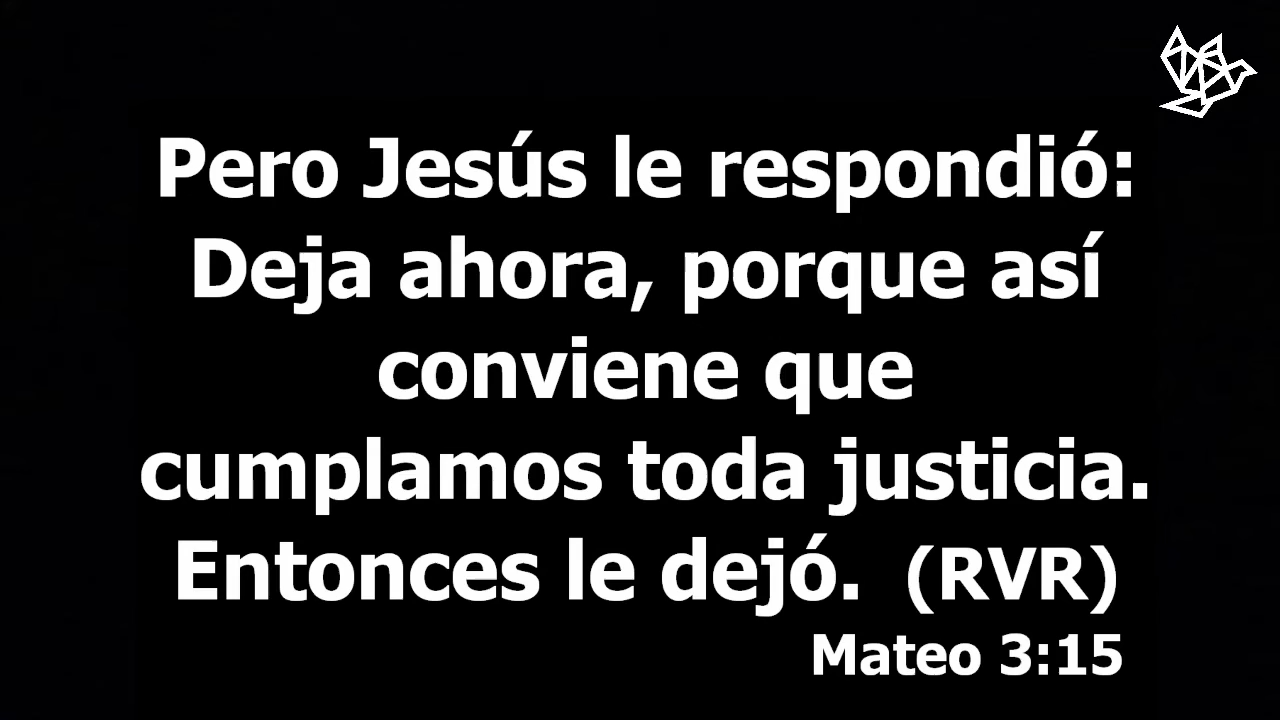 Pero Jesús le respondió:
Deja ahora, porque así
conviene que
cumplamos toda justicia.
Entonces le dejó. (RVR)
Mateo 3:15